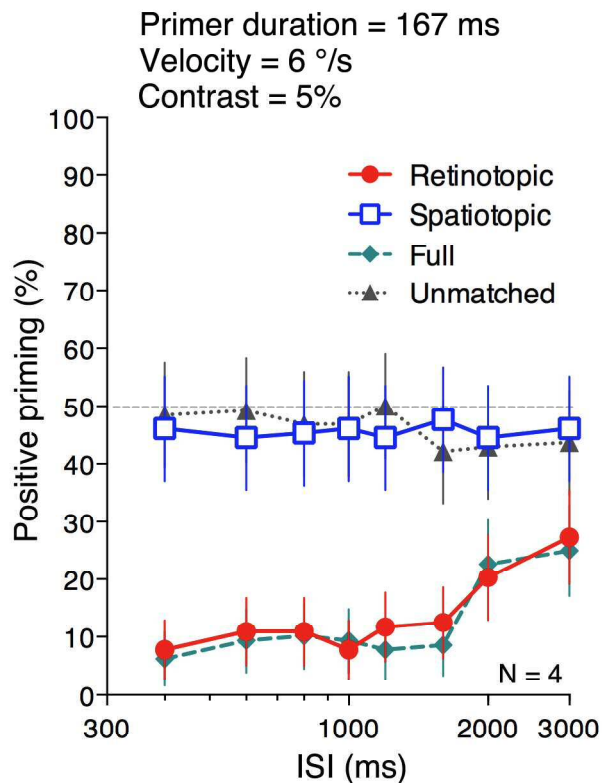 Primer duration = 167 ms
Velocity = 6 °/s
Contrast = 5%
100
90
80
70
60
50
40
30
20
10
0
Positive priming (%)
Retinotopic
Spatiotopic
Full
Unmatched
N = 4
300
1000
2000
3000
ISI (ms)